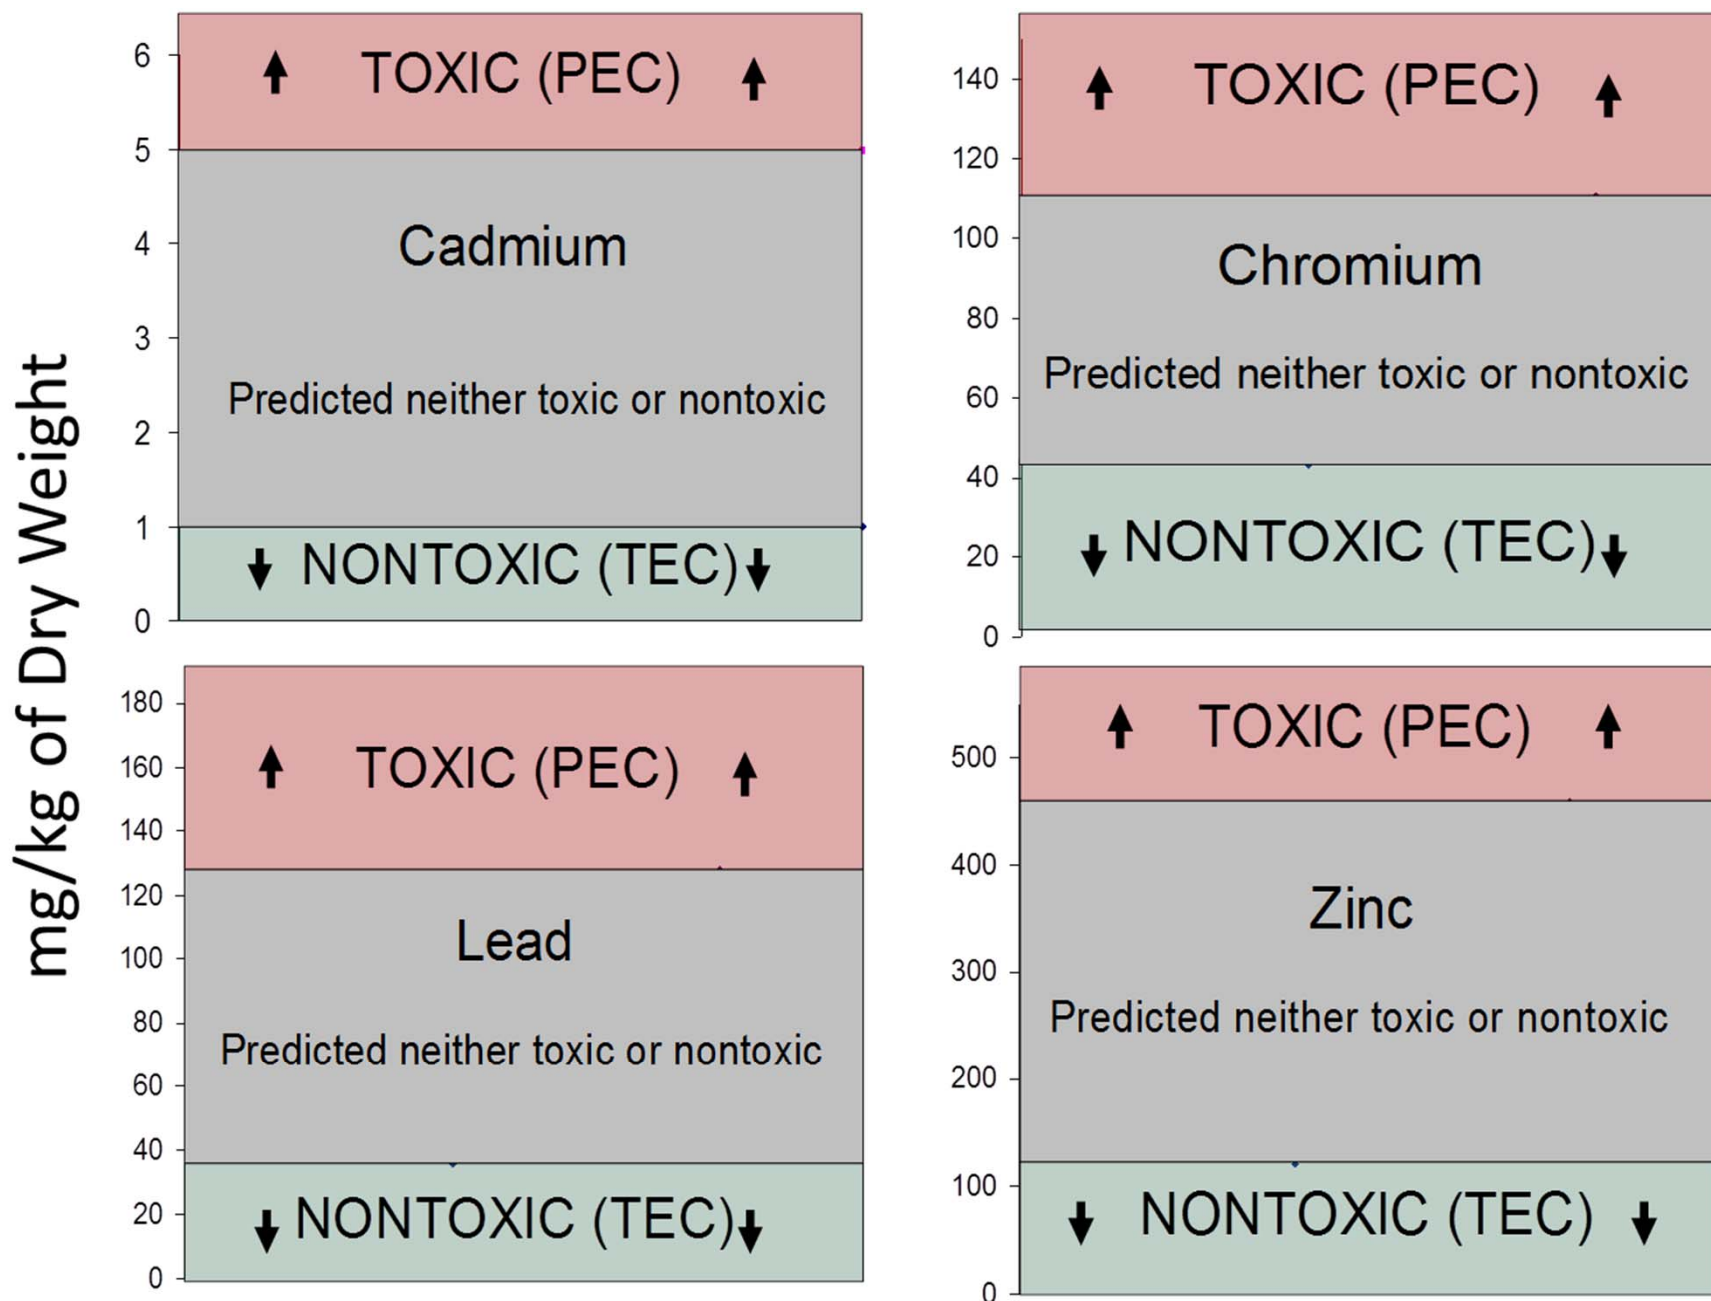 mg/kg of Dry Weight
6
5
4
3
2
1
0
TOXIC (PEC)
Cadmium
Predicted neither toxic or nontoxic
NONTOXIC (TEC)
140
120
100
80
60
40
20
0
TOXIC (PEC)
Chromium
Predicted neither toxic or nontoxic
NONTOXIC (TEC)
180
160
140
120
100
80
60
40
20
0
TOXIC (PEC)
Lead
Predicted neither toxic or nontoxic
NONTOXIC (TEC)
500
400
300
200
100
0
TOXIC (PEC)
Zinc
Predicted neither toxic or nontoxic
NONTOXIC (TEC)